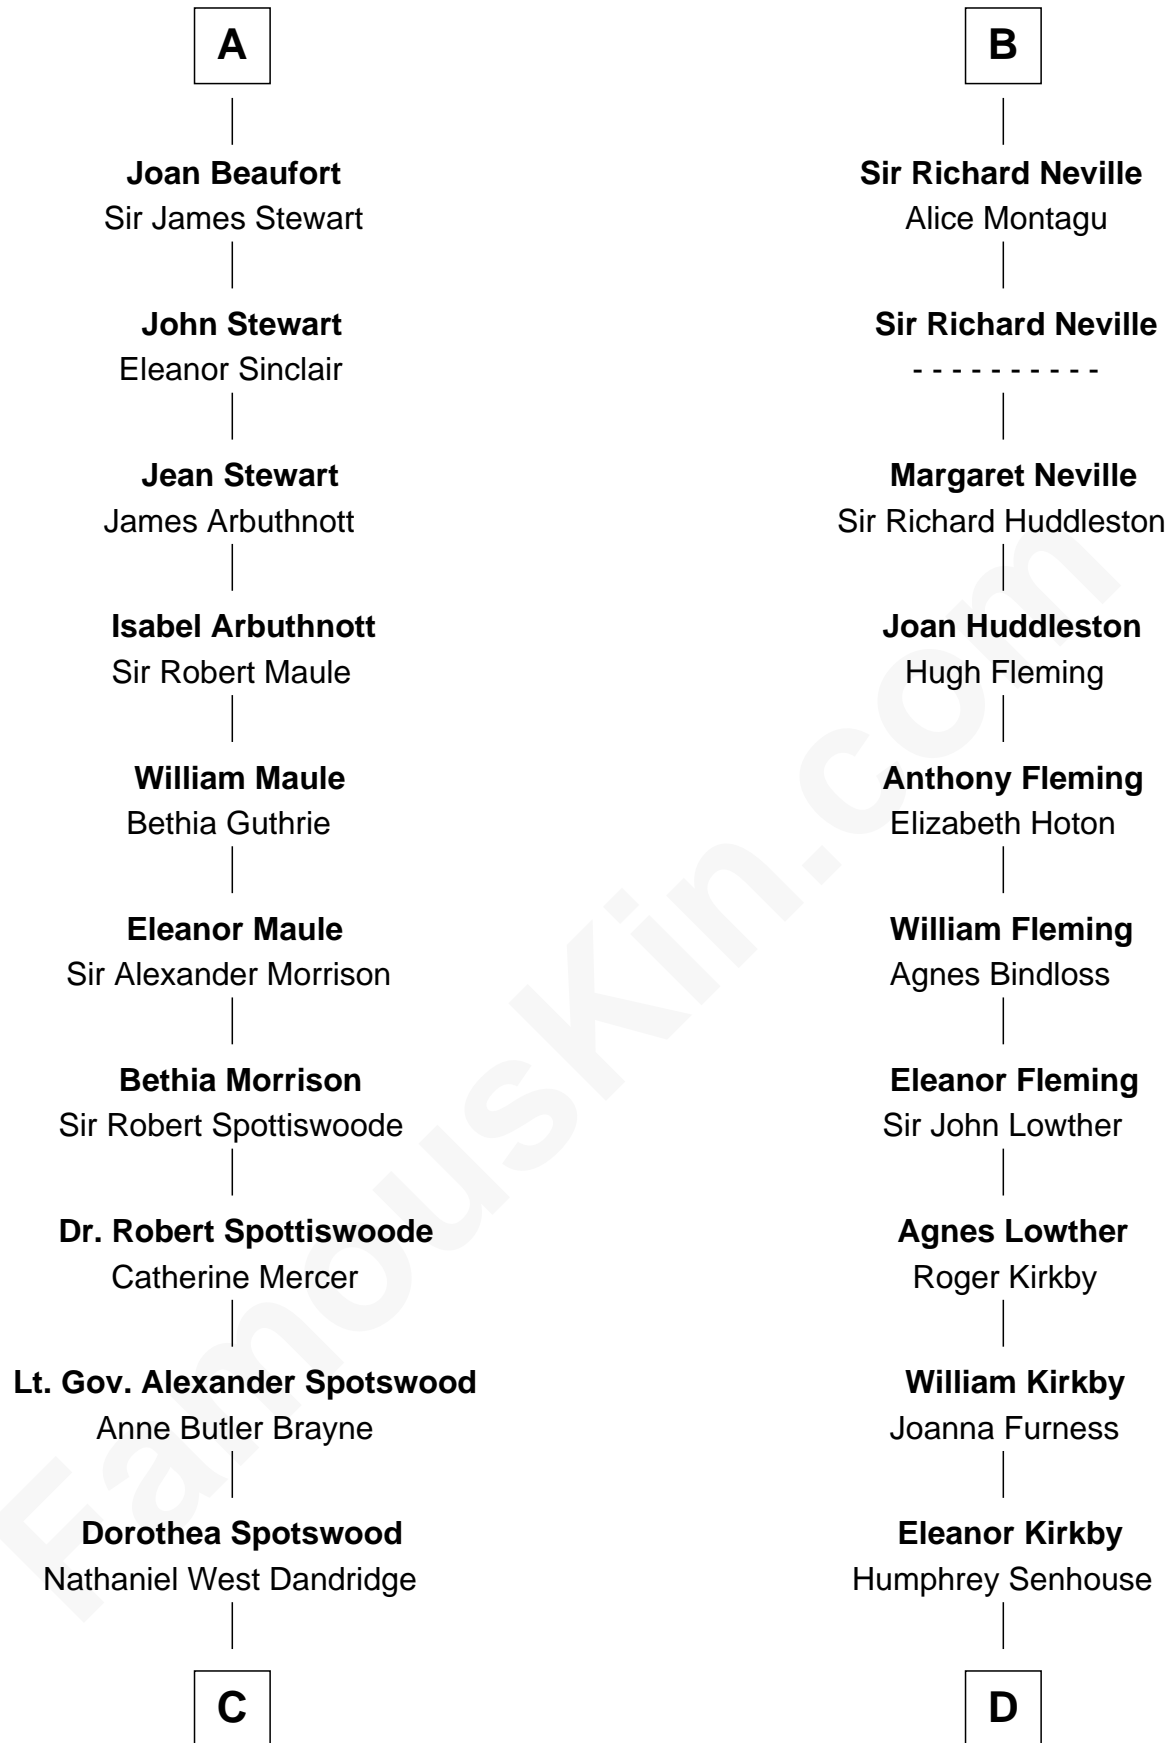 A
Joan Beaufort
Sir James Stewart
John Stewart
Eleanor Sinclair
Jean Stewart
James Arbuthnott
Isabel Arbuthnott
Sir Robert Maule
William Maule
Bethia Guthrie
Eleanor Maule
Sir Alexander Morrison
Bethia Morrison
Sir Robert Spottiswoode
Dr. Robert Spottiswoode
Catherine Mercer
Lt. Gov. Alexander Spotswood
Anne Butler Brayne
Dorothea Spotswood
Nathaniel West Dandridge
C
B
Sir Richard Neville
Alice Montagu
Sir Richard Neville
- - - - - - - - - -
Margaret Neville
Sir Richard Huddleston
Joan Huddleston
Hugh Fleming
Anthony Fleming
Elizabeth Hoton
William Fleming
Agnes Bindloss
Eleanor Fleming
Sir John Lowther
Agnes Lowther
Roger Kirkby
William Kirkby
Joanna Furness
Eleanor Kirkby
Humphrey Senhouse
D
FamousKin.com